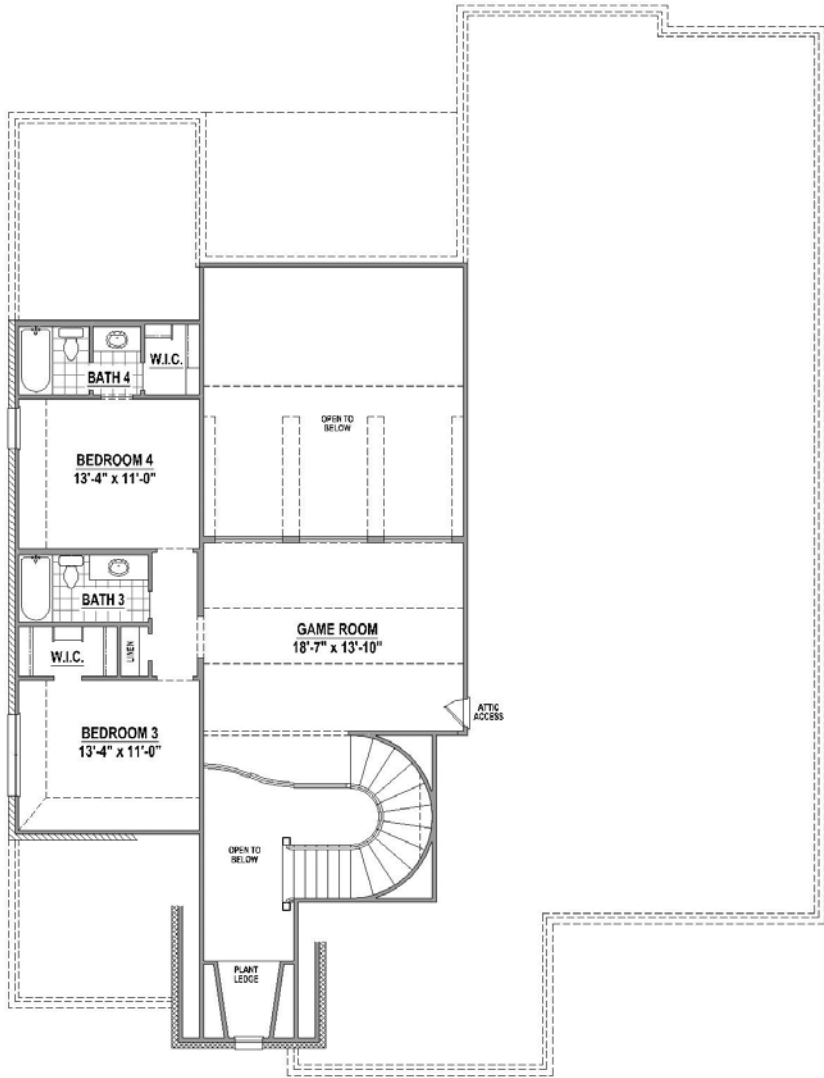 W.I.C.
BATH 4
OPEN TO
BELOW
BEDROOM 4
13'-4" x 11'-0"
BATH 3
GAME ROOM
18'-7" x 13'-10"
LINEN
W.I.C.
ATTIC
ACCESS
BEDROOM 3
13'-4" x 11'-0"
OPEN TO
BELOW
PLANT
LEDGE